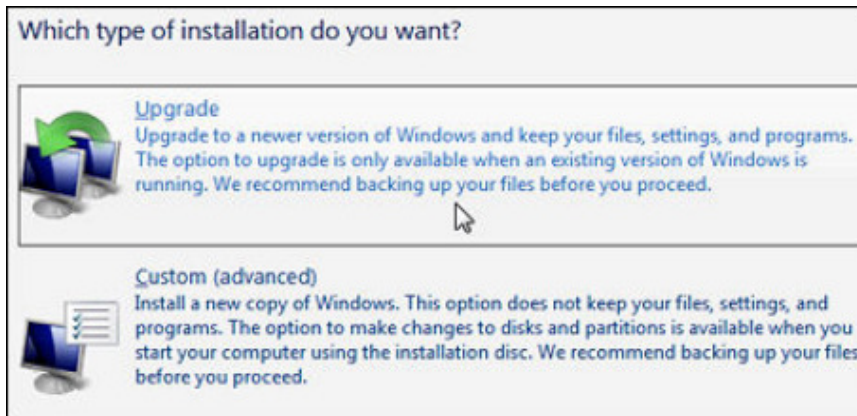 Which type of installation do you want?
Upgrade
Upgrade to a newer version of Windows and keep your files, settings, and programs.
The option to upgrade is only available when an existing version of Windows is
running. We recommend backing up your files before you proceed.
Custom (advanced)
Install a new copy of Windows. This option does not keep your files, settings, and
programs. The option to make changes to disks and partitions is available when you
start your computer using the installation disc. We recommend backing up your files
before you proceed.